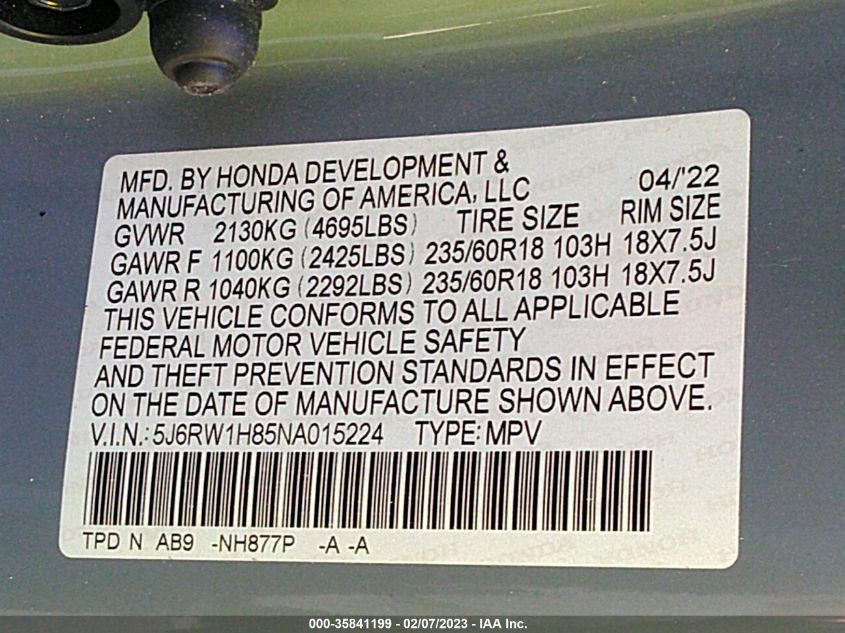 MFD. BY HONDA DEVELOPMENT &
MANUFACTURING OF AMERICA, LLC 04/'22
GVWR 2130KG (4695LBS) TIRE SIZE RIM SIZE
GAWR F 1100KG (2425LBS) 235/60R18 103H 18X7.5J
GAWR R 1040KG (2292LBS) 235/60R18 103H 18X7.5J
THIS VEHICLE CONFORMS TO ALL APPLICABLE
FEDERAL MOTOR VEHICLE SAFETY
AND THEFT PREVENTION STANDARDS IN EFFECT
ON THE DATE OF MANUFACTURE SHOWN ABOVE.
V.I.N.: 5J6RW1H85NA015224 TYPE: MPV
TPD N AB9 -NH877P -A -A
000-35841199 - 02/07/2023 - IAA Inc.